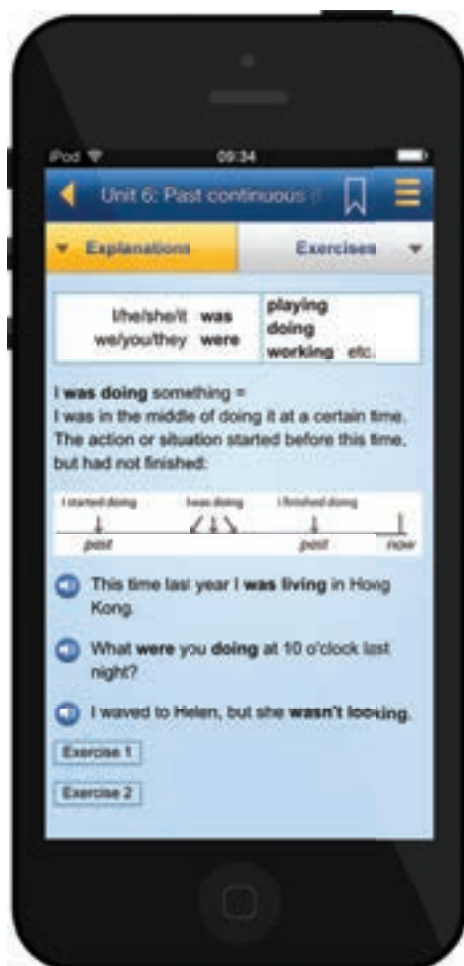 iPod 09:34
Unit 6: Past continuous (
Explanations Exercises
I/he/she/it was
we/you/they were
playing
doing
working etc.
I was doing something =
I was in the middle of doing it at a certain time.
The action or situation started before this time,
but had not finished:
I started doing I was doing I finished doing
past past now
This time last year I was living in Hong
Kong.
What were you doing at 10 o'clock last
night?
I waved to Helen, but she wasn't looking.
Exercise 1
Exercise 2